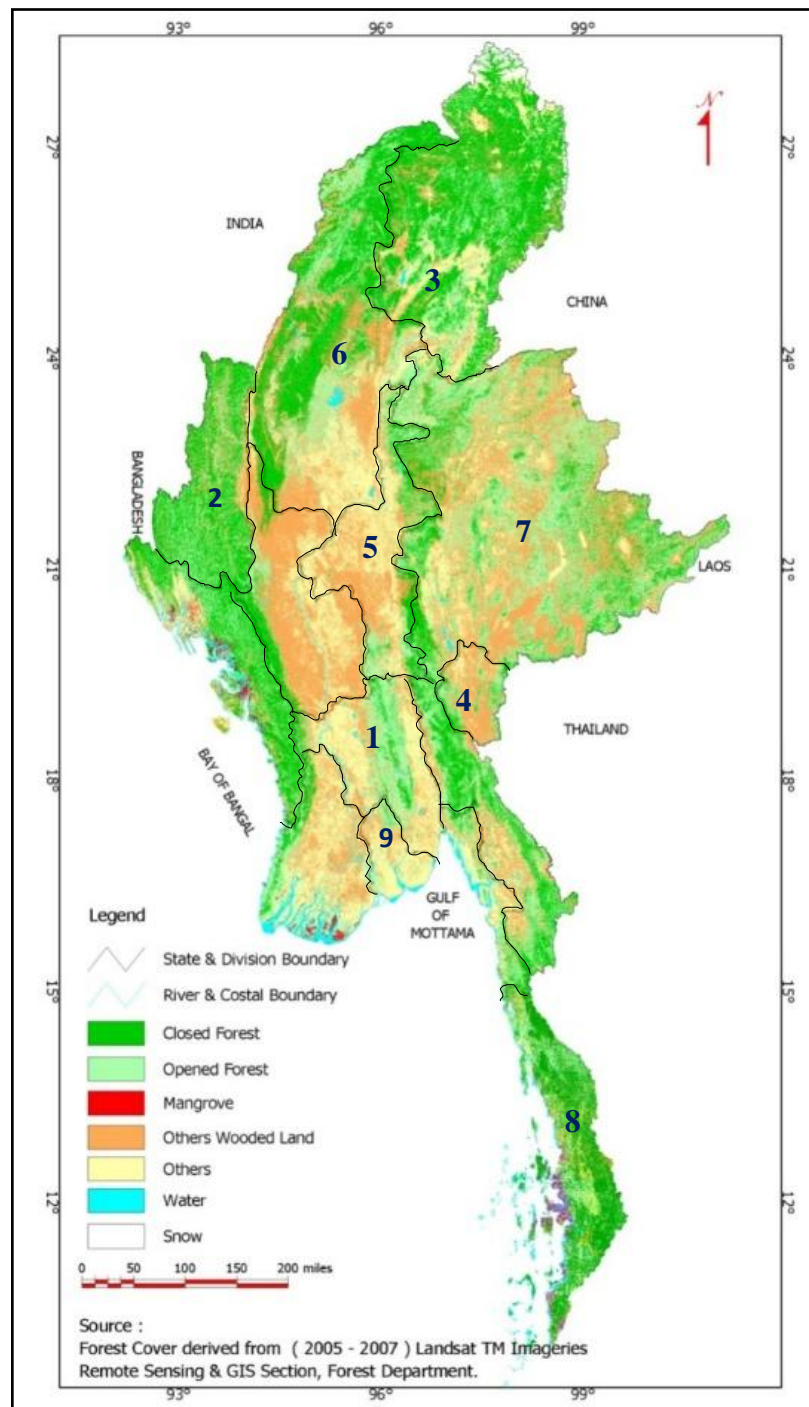 93° 96° 99°
N
27° 27°
INDIA
3
CHINA
6
24° 24°
BANGLADESH
2
5
7
21° 21°
LAOS
4
THAILAND
1
18° 18°
BAY OF BANGAL
9
GULF
OF
MOTTAMA
Legend
State & Division Boundary
River & Costal Boundary
15° 15°
Closed Forest
Opened Forest
Mangrove
Others Wooded Land
8
Others
Water
12° 12°
Snow
0 50 100 150 200 miles
Source :
Forest Cover derived from ( 2005 - 2007 ) Landsat TM Imageries
Remote Sensing & GIS Section, Forest Department.
93° 96° 99°